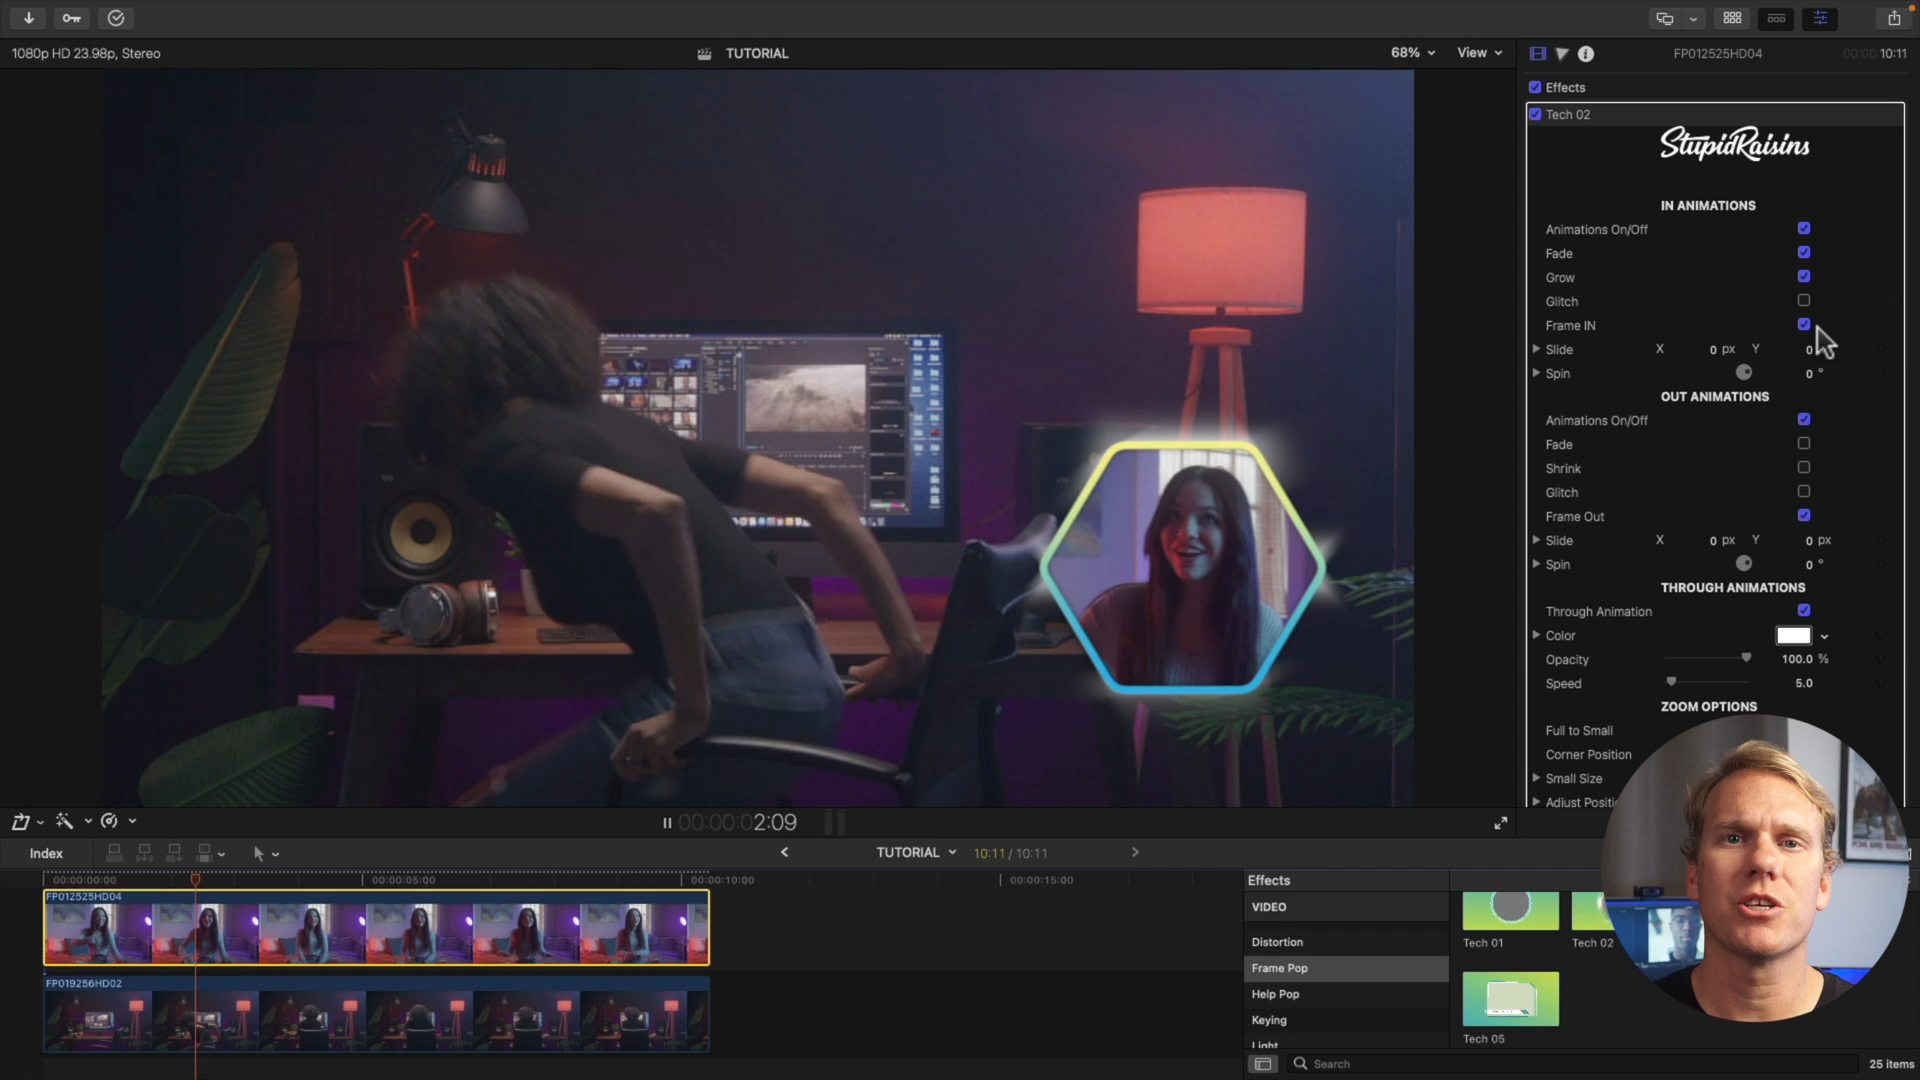 1080p HD 23.98p, Stereo
TUTORIAL
68%
View
FP012525HD04
00:00:10:11
Effects
Tech 02
StupidRaisins
IN ANIMATIONS
Animations On/Off
Fade
Grow
Glitch
Frame IN
Slide X 0 px Y 0
Spin 0 °
OUT ANIMATIONS
Animations On/Off
Fade
Shrink
Glitch
Frame Out
Slide X 0 px Y 0 px
Spin 0 °
THROUGH ANIMATIONS
Through Animation
Color
Opacity 100.0 %
Speed 5.0
ZOOM OPTIONS
Full to Small
Corner Position
Small Size
00:00:02:09
Index
TUTORIAL
10:11 / 10:11
00:00:00:00
00:00:05:00
00:00:10:00
00:00:15:00
FP012525HD04
FP019256HD02
Effects
VIDEO
Distortion
Frame Pop
Help Pop
Keying
Light
Tech 01
Tech 02
Tech 05
Search
25 items